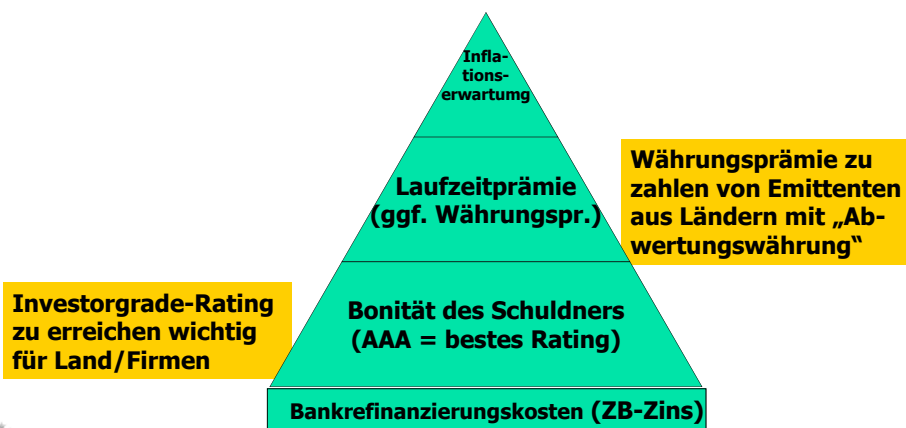 Infla-
tions-
erwartumg
Laufzeitprämie
(ggf. Währungspr.)
Währungsprämie zu
zahlen von Emittenten
aus Ländern mit „Ab-
wertungswährung“
Investorgrade-Rating
zu erreichen wichtig
für Land/Firmen
Bonität des Schuldners
(AAA = bestes Rating)
Bankrefinanzierungskosten (ZB-Zins)